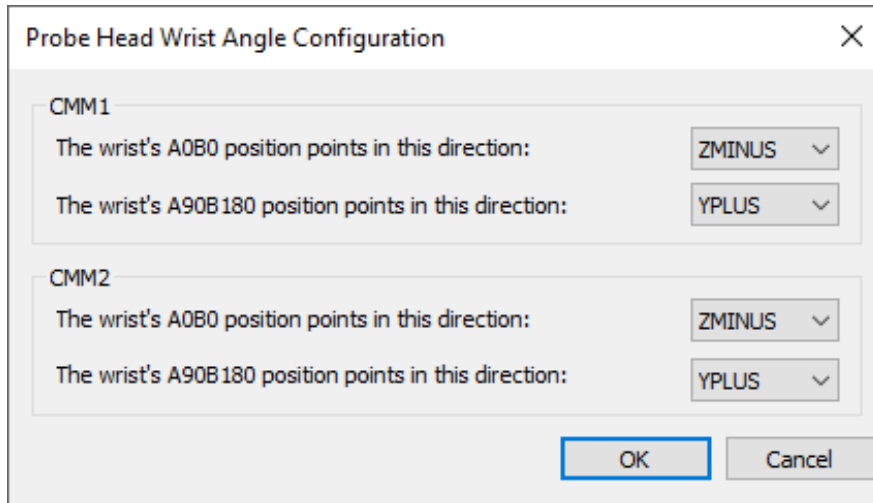 Probe Head Wrist Angle Configuration
CMM1
The wrist's A0B0 position points in this direction: ZMINUS
The wrist's A90B180 position points in this direction: YPLUS
CMM2
The wrist's A0B0 position points in this direction: ZMINUS
The wrist's A90B180 position points in this direction: YPLUS
OK Cancel